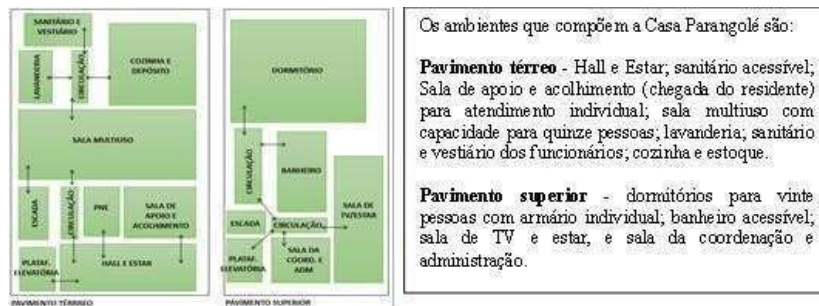 SANITÁRIO E
VESTIÁRIO
LAVANDERIA
CIRCULAÇÃO
COZINHA E
DEPÓSITO
SALA MULTIUSO
ESCADA
CIRCULAÇÃO
PNE
SALA DE
APOIO E
ACOLHIMENTO
PLATAF.
ELEVATÓRIA
HALL E ESTAR
PAVIMENTO TÉRRREO
DORMITÓRIO
CIRCULAÇÃO
BANHEIRO
SALA DE
TV/ESTAR
ESCADA
CIRCULAÇÃO
PLATAF.
ELEVATÓRIA
SALA DA
COORD. E
ADM
PAVIMENTO SUPERIOR
Os ambientes que compõem a Casa Parangolé são:
Pavimento térreo - Hall e Estar; sanitário acessível;
Sala de apoio e acolhimento (chegada do residente)
para atendimento individual; sala multiuso com
capacidade para quinze pessoas; lavanderia; sanitário
e vestiário dos funcionários; cozinha e estoque.
Pavimento superior - dormitórios para vinte
pessoas com armário individual; banheiro acessível;
sala de TV e estar, e sala da coordenação e
administração.